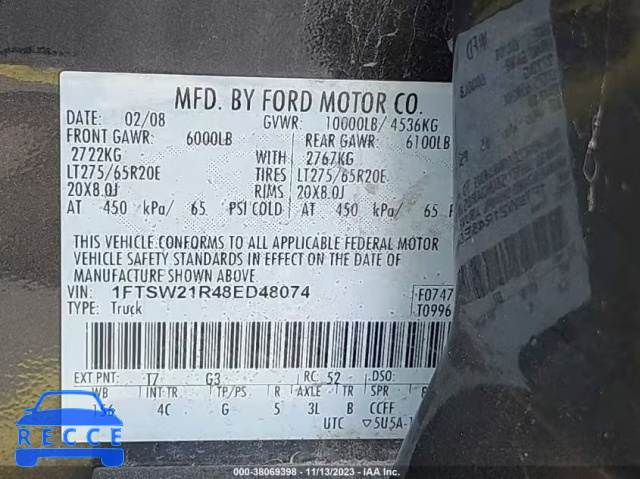 MFD. BY FORD MOTOR CO.
DATE: 02/08 GVWR: 10000LB/ 4536KG
FRONT GAWR: 6000LB REAR GAWR: 6100LB
2722KG WITH 2767KG
LT275/65R20E TIRES LT275/65R20E
20X8.0J RIMS 20X8.0J
AT 450 kPa/ 65 PSI COLD AT 450 kPa/ 65
THIS VEHICLE CONFORMS TO ALL APPLICABLE FEDERAL MOTOR
VEHICLE SAFETY STANDARDS IN EFFECT ON THE DATE OF
MANUFACTURE SHOWN ABOVE
VIN: 1FTSW21R48ED48074 F0747
TYPE: Truck T0996
EXT PNT: T7 G3 RC: 52 DSO:
WB INT TR TP/PS R AXLE TR SPR
156 4C G 5 3L B CCFF
UTC ▽5U5A-
000-38069398 - 11/13/2023 - IAA Inc.